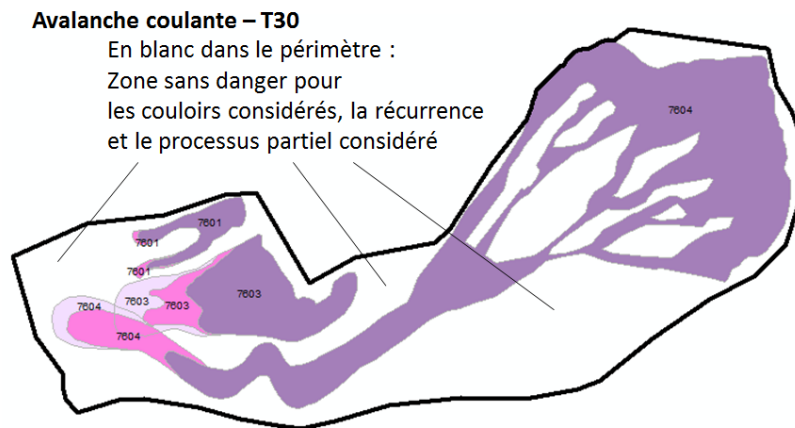 Avalanche coulante – T30
En blanc dans le périmètre :
Zone sans danger pour
les couloirs considérés, la récurrence
et le processus partiel considéré
7604
7601
7601
7601
7603
7604
7603
7603
7604